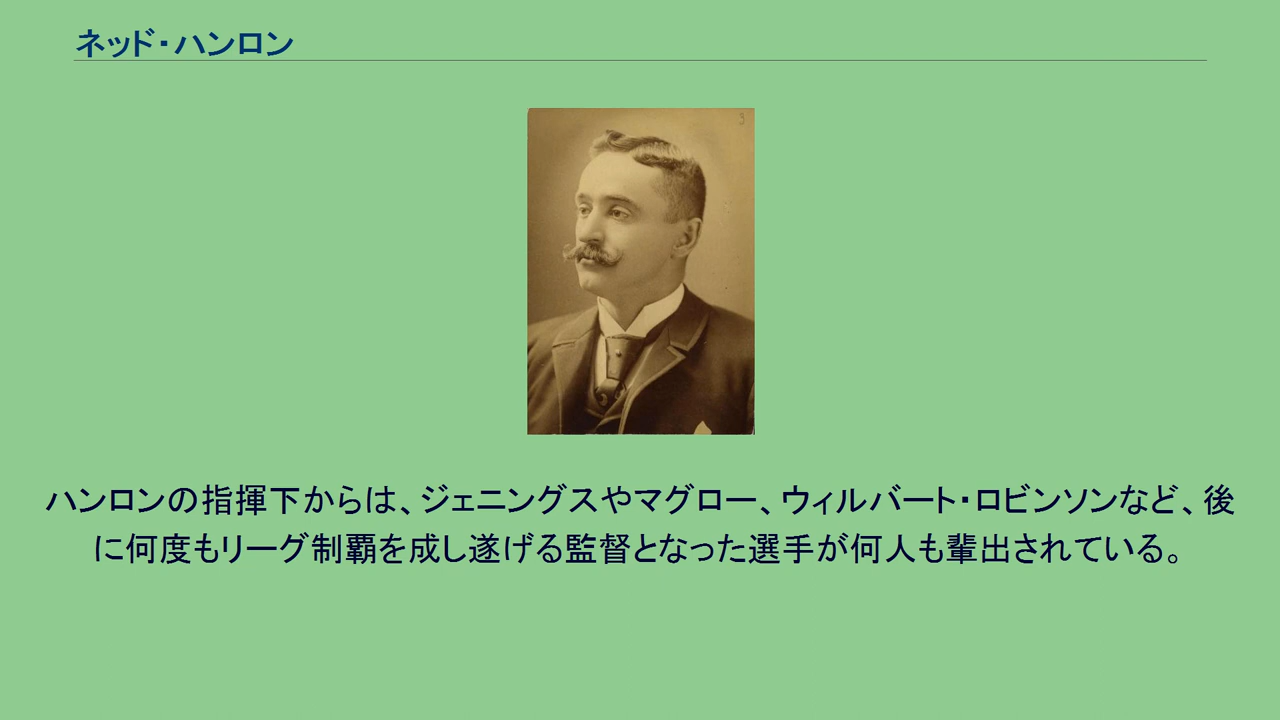 ネッド・ハンロン
ハンロンの指揮下からは、ジェニングスやマグロー、ウィルバート・ロビンソンなど、後
に何度もリーグ制覇を成し遂げる監督となった選手が何人も輩出されている。